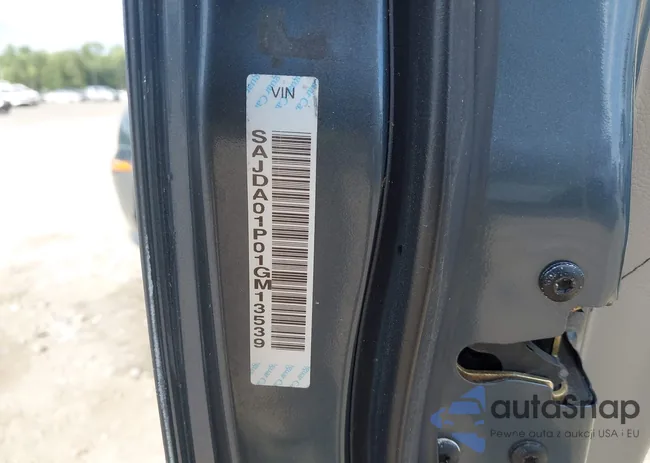 VIN
SAJDA01P01GM13539
autoSnap
Pewne auta z aukcji USA i EU